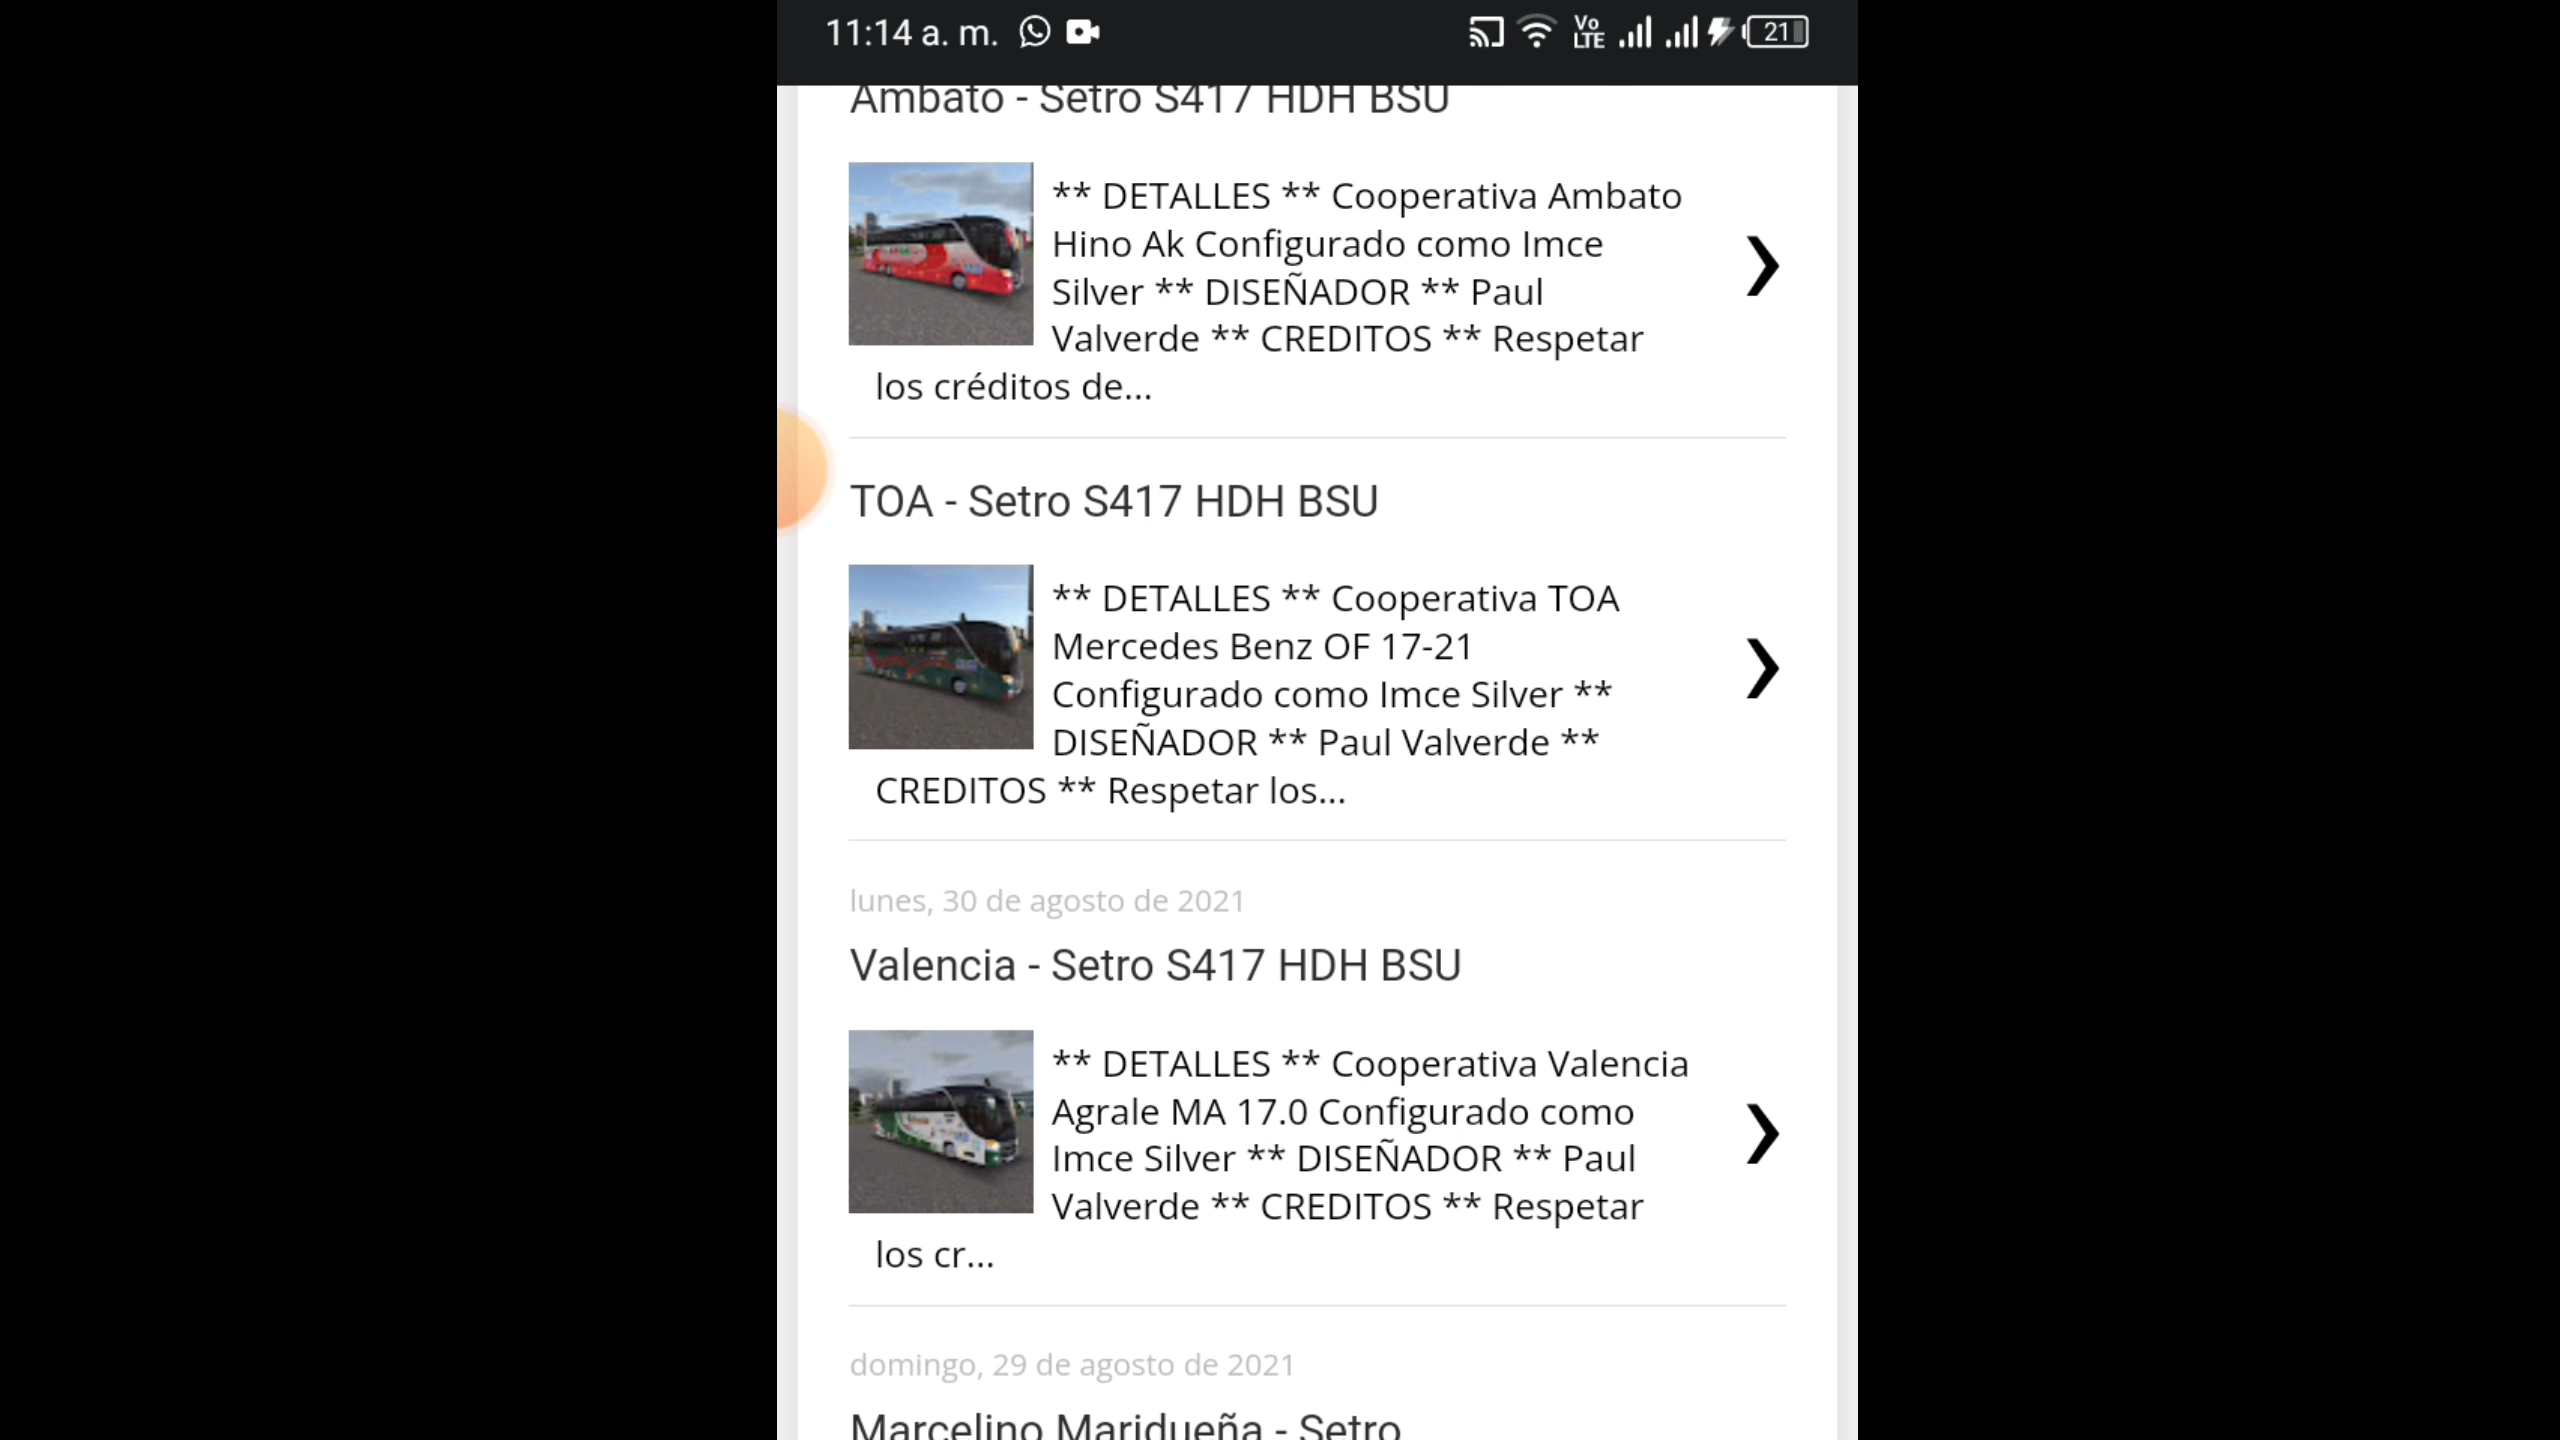 11:14 a. m.
Vo
LTE
21
Ambato - Setro S417 HDH BSU
** DETALLES ** Cooperativa Ambato
Hino Ak Configurado como Imce
Silver ** DISEÑADOR ** Paul
Valverde ** CREDITOS ** Respetar
los créditos de...
TOA - Setro S417 HDH BSU
** DETALLES ** Cooperativa TOA
Mercedes Benz OF 17-21
Configurado como Imce Silver **
DISEÑADOR ** Paul Valverde **
CREDITOS ** Respetar los...
lunes, 30 de agosto de 2021
Valencia - Setro S417 HDH BSU
** DETALLES ** Cooperativa Valencia
Agrale MA 17.0 Configurado como
Imce Silver ** DISEÑADOR ** Paul
Valverde ** CREDITOS ** Respetar
los cr...
domingo, 29 de agosto de 2021
Marcelino Maridueña - Setro